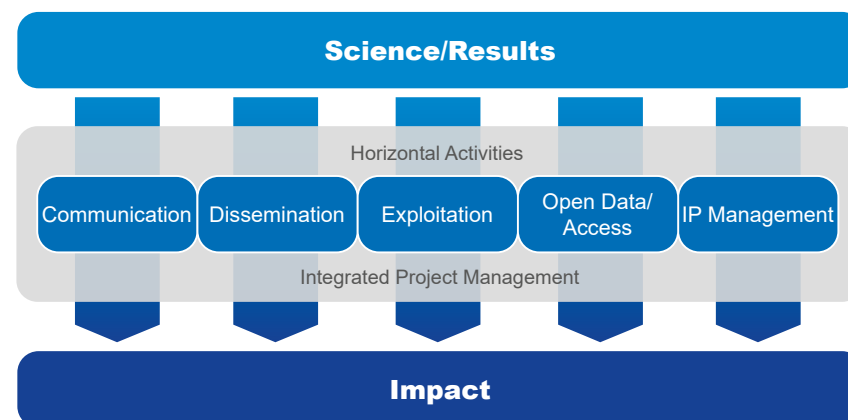 Science/Results
Horizontal Activities
Communication
Dissemination
Exploitation
Open Data/
Access
IP Management
Integrated Project Management
Impact